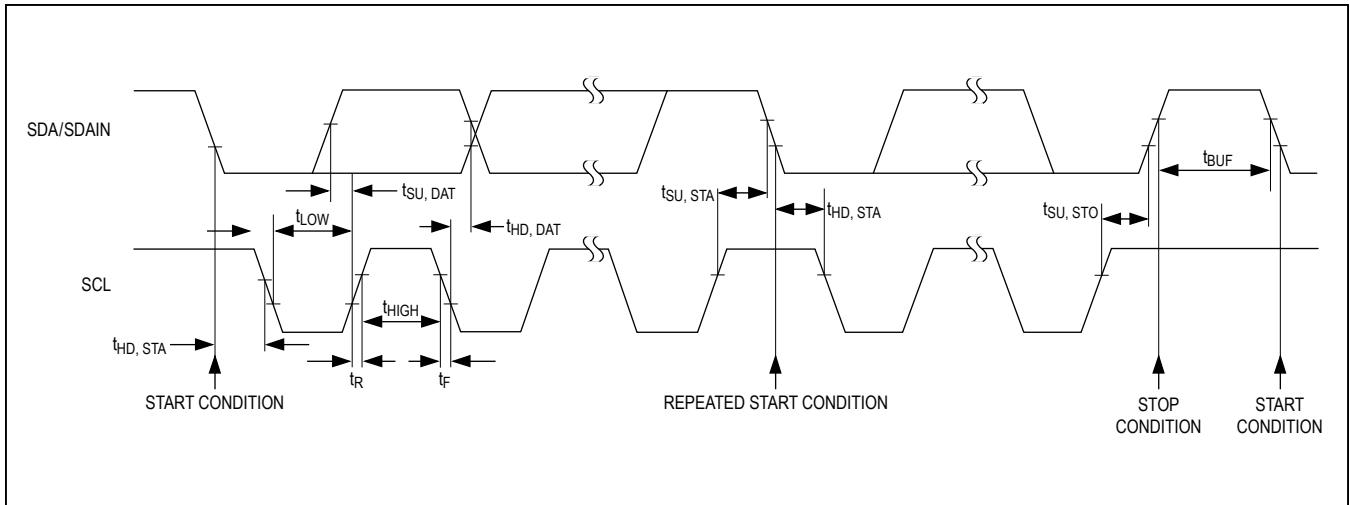 SDA/SDAIN
tSU, DAT
tLOW
tHD, DAT
tSU, STA
tHD, STA
tBUF
tSU, STO
SCL
tHIGH
tHD, STA
tR
tF
START CONDITION
REPEATED START CONDITION
STOP
CONDITION
START
CONDITION